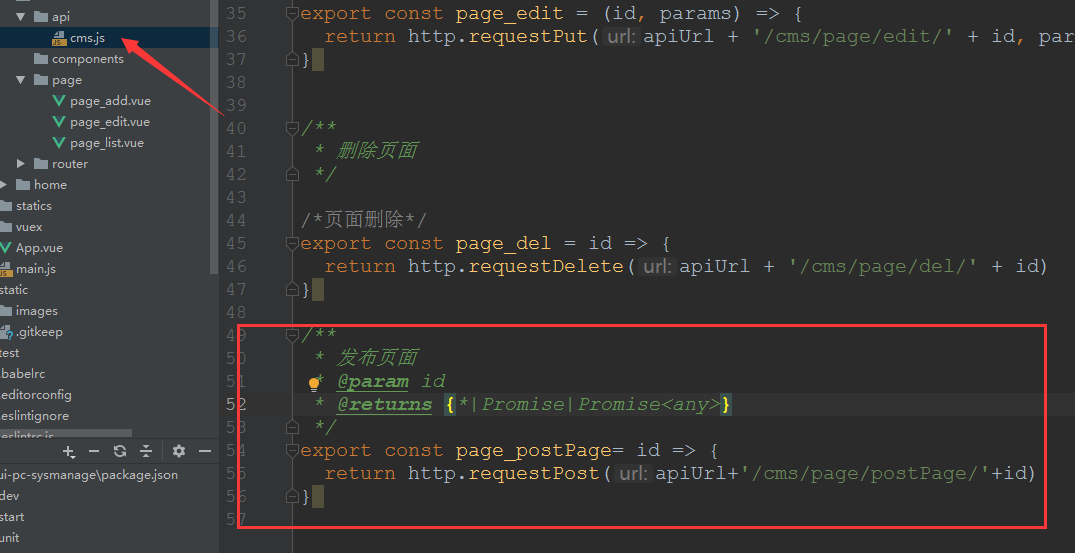 api
cms.js
components
page
page_add.vue
page_edit.vue
page_list.vue
router
home
statics
vuex
App.vue
main.js
static
images
.gitkeep
test
.babelrc
.editorconfig
.eslintignore
.eslintrc.js
ui-pc-sysmanage\package.json
dev
start
unit
35 export const page_edit = (id, params) => {
36 return http.requestPut( url: apiUrl + '/cms/page/edit/' + id, par
37 }
38
39
40 /**
41 * 删除页面
42 */
43
44 /*页面删除*/
45 export const page_del = id => {
46 return http.requestDelete( url: apiUrl + '/cms/page/del/' + id)
47 }
48
49 /**
50 * 发布页面
51 * @param id
52 * @returns {*|Promise|Promise<any>}
53 */
54 export const page_postPage= id => {
55 return http.requestPost( url: apiUrl+'/cms/page/postPage/'+id)
56 }
57